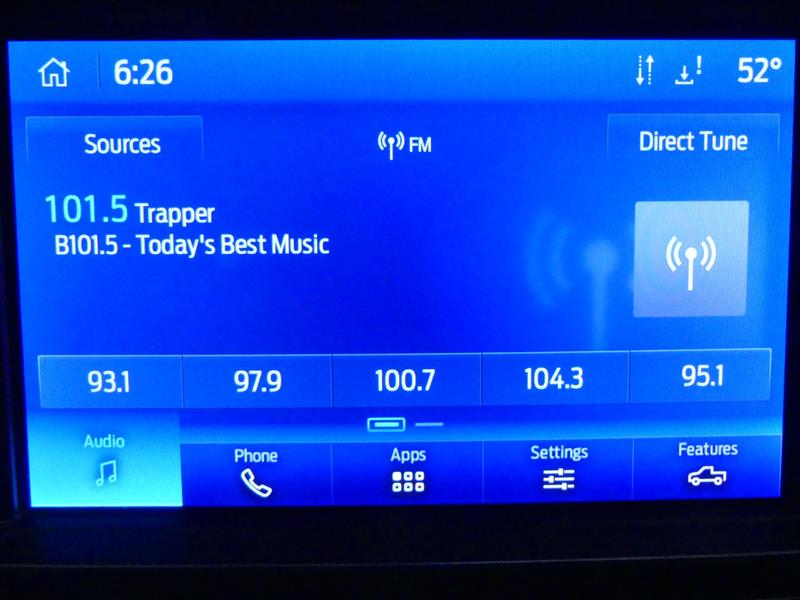 6:26
52°
Sources
FM
Direct Tune
101.5 Trapper
B101.5 - Today's Best Music
93.1
97.9
100.7
104.3
95.1
Audio
Phone
Apps
Settings
Features